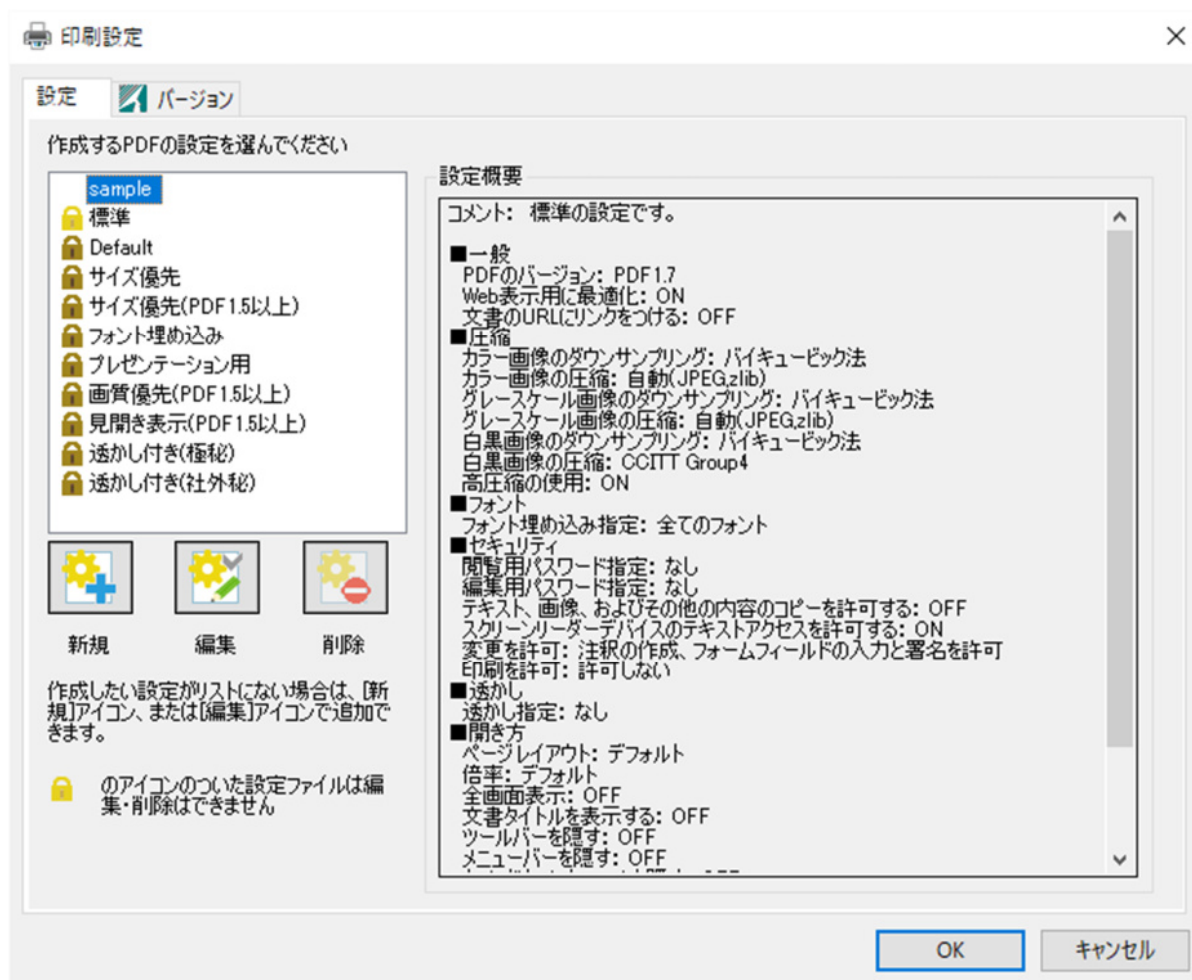 印刷設定
設定
バージョン
作成するPDFの設定を選んでください
sample
標準
Default
サイズ優先
サイズ優先(PDF1.5以上)
フォント埋め込み
プレゼンテーション用
画質優先(PDF1.5以上)
見開き表示(PDF1.5以上)
透かし付き(極秘)
透かし付き(社外秘)
新規
編集
削除
作成したい設定がリストにない場合は、[新
規]アイコン、または[編集]アイコンで追加で
きます。
のアイコンのついた設定ファイルは編
集・削除はできません
設定概要
コメント: 標準の設定です。
■一般
PDFのバージョン: PDF1.7
Web表示用に最適化: ON
文書のURLにリンクをつける: OFF
■圧縮
カラー画像のダウンサンプリング: バイキュービック法
カラー画像の圧縮: 自動(JPEG,zlib)
グレースケール画像のダウンサンプリング: バイキュービック法
グレースケール画像の圧縮: 自動(JPEG,zlib)
白黒画像のダウンサンプリング: バイキュービック法
白黒画像の圧縮: CCITT Group4
高圧縮の使用: ON
■フォント
フォント埋め込み指定: 全てのフォント
■セキュリティ
閲覧用パスワード指定: なし
編集用パスワード指定: なし
テキスト、画像、およびその他の内容のコピーを許可する: OFF
スクリーンリーダーデバイスのテキストアクセスを許可する: ON
変更を許可: 注釈の作成、フォームフィールドの入力と署名を許可
印刷を許可: 許可しない
■透かし
透かし指定: なし
■開き方
ページレイアウト: デフォルト
倍率: デフォルト
全画面表示: OFF
文書タイトルを表示する: OFF
ツールバーを隠す: OFF
メニューバーを隠す: OFF
OK
キャンセル